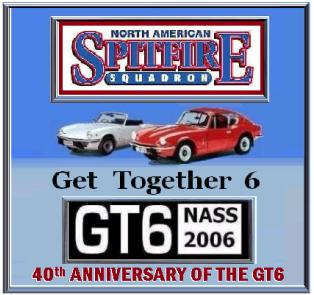 NORTH AMERICAN
SPITFIRE
SQUADRON
Get Together 6
GT6 NASS 2006
40th ANNIVERSARY OF THE GT6